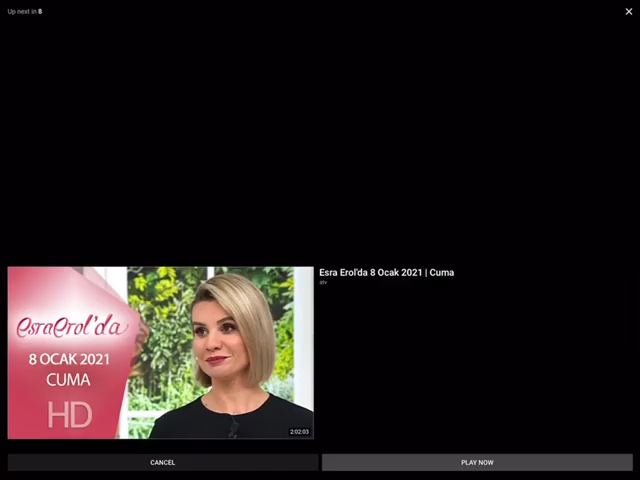 Up next in 8
Esra Erol'da 8 Ocak 2021 | Cuma
atv
esraerol'da
8 OCAK 2021
CUMA
HD
2:02:03
CANCEL
PLAY NOW